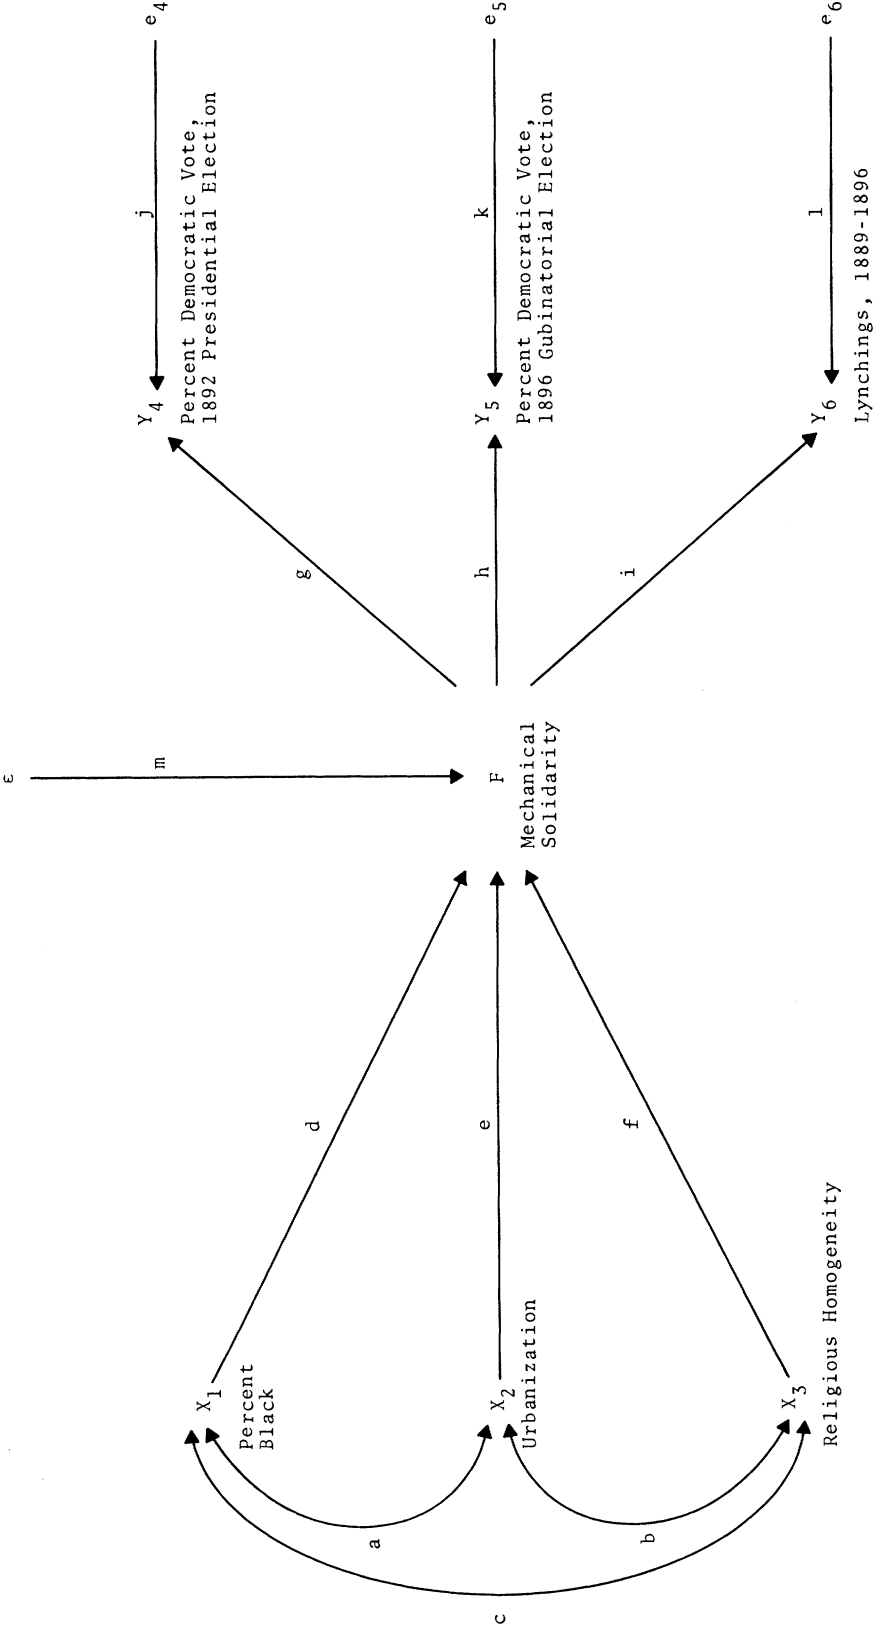 ε
m
e4
j
Y4
Percent Democratic Vote,
1892 Presidential Election
g
X1
Percent
Black
d
a
c
F
Mechanical
Solidarity
h
Y5
Percent Democratic Vote,
1896 Gubinatorial Election
k
e5
X2
Urbanization
e
b
X3
Religious Homogeneity
f
i
Y6
Lynchings, 1889-1896
l
e6